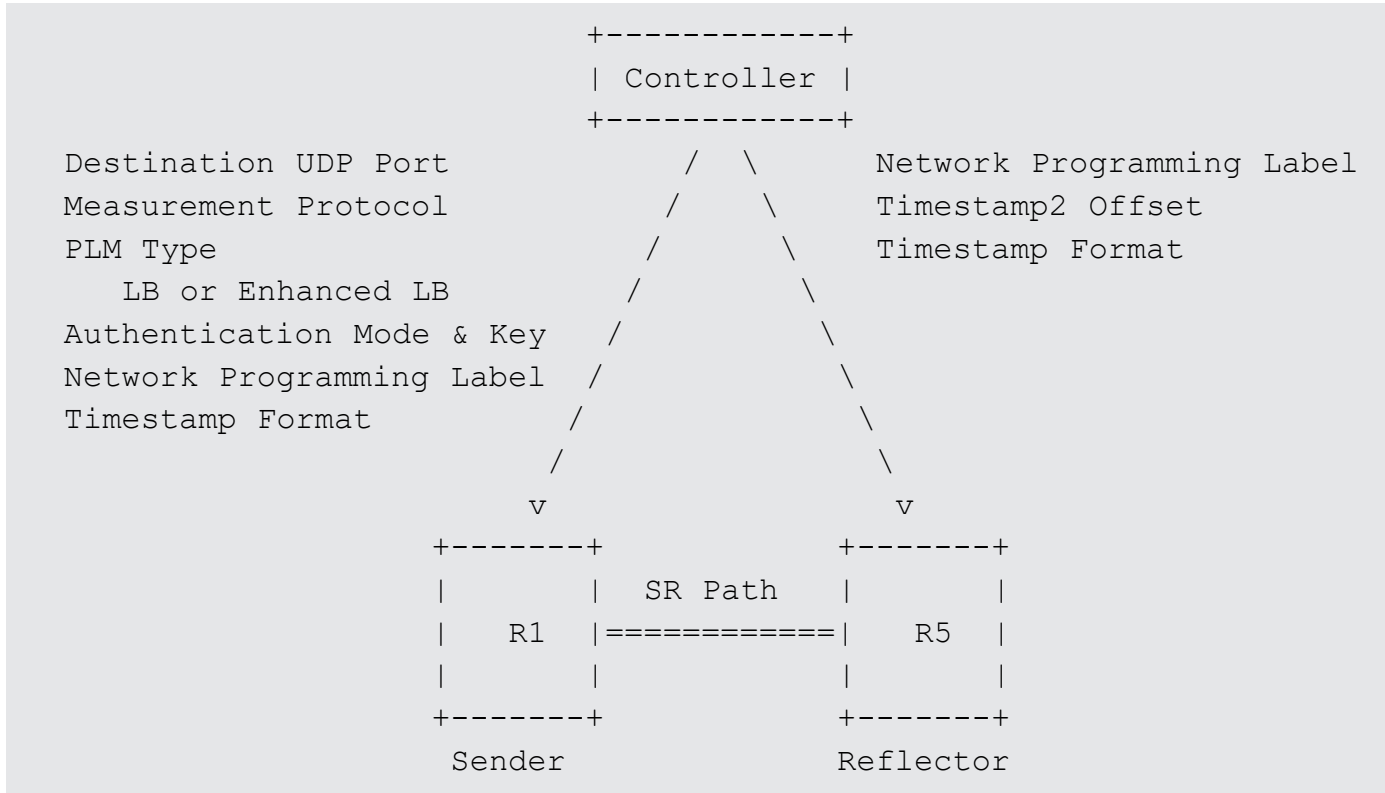 Controller
Destination UDP Port
Network Programming Label
Measurement Protocol
Timestamp2 Offset
PLM Type
Timestamp Format
LB or Enhanced LB
Authentication Mode & Key
Network Programming Label
Timestamp Format
v v
SR Path
R1 R5
Sender Reflector